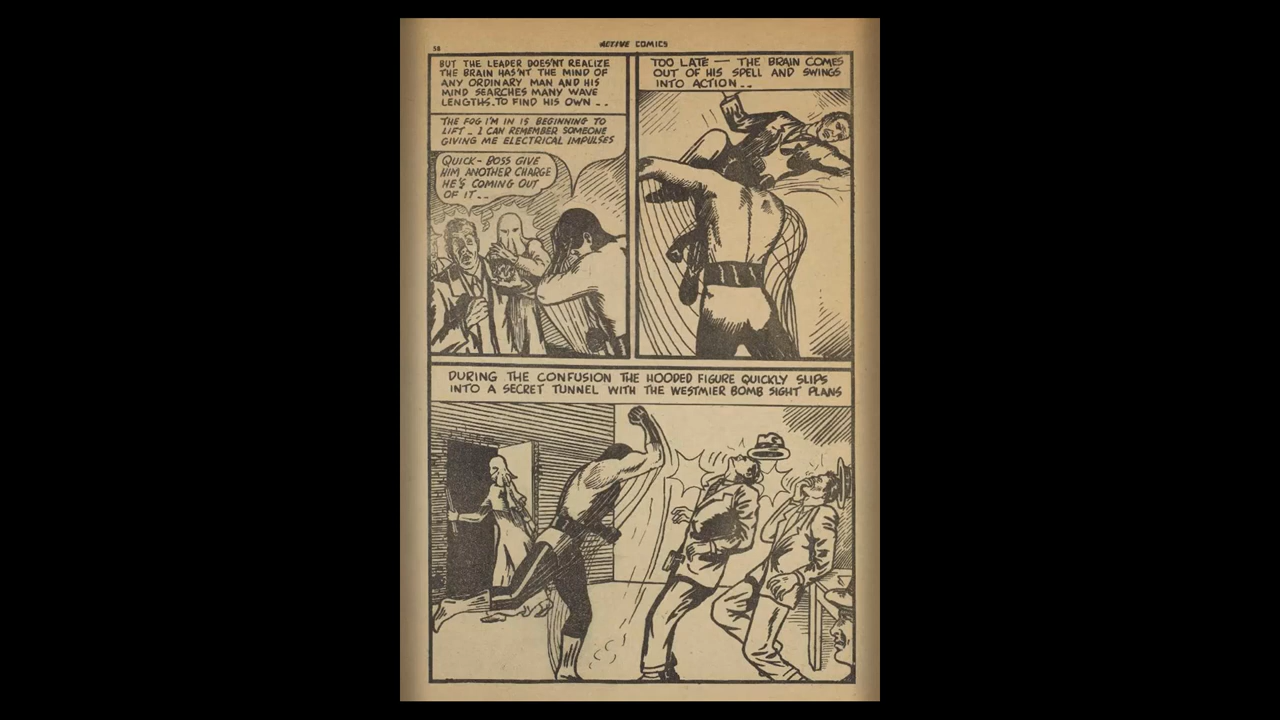 58
ACTIVE COMICS
BUT THE LEADER DOES'NT REALIZE
THE BRAIN HAS'NT THE MIND OF
ANY ORDINARY MAN AND HIS
MIND SEARCHES MANY WAVE
LENGTHS. TO FIND HIS OWN - -
THE FOG I'M IN IS BEGINNING TO
LIFT - I CAN REMEMBER SOMEONE
GIVING ME ELECTRICAL IMPULSES
QUICK - BOSS GIVE
HIM ANOTHER CHARGE
HE'S COMING OUT
OF IT - -
TOO LATE — THE BRAIN COMES
OUT OF HIS SPELL AND SWINGS
INTO ACTION - -
DURING THE CONFUSION THE HOODED FIGURE QUICKLY SLIPS
INTO A SECRET TUNNEL WITH THE WESTMIER BOMB SIGHT PLANS